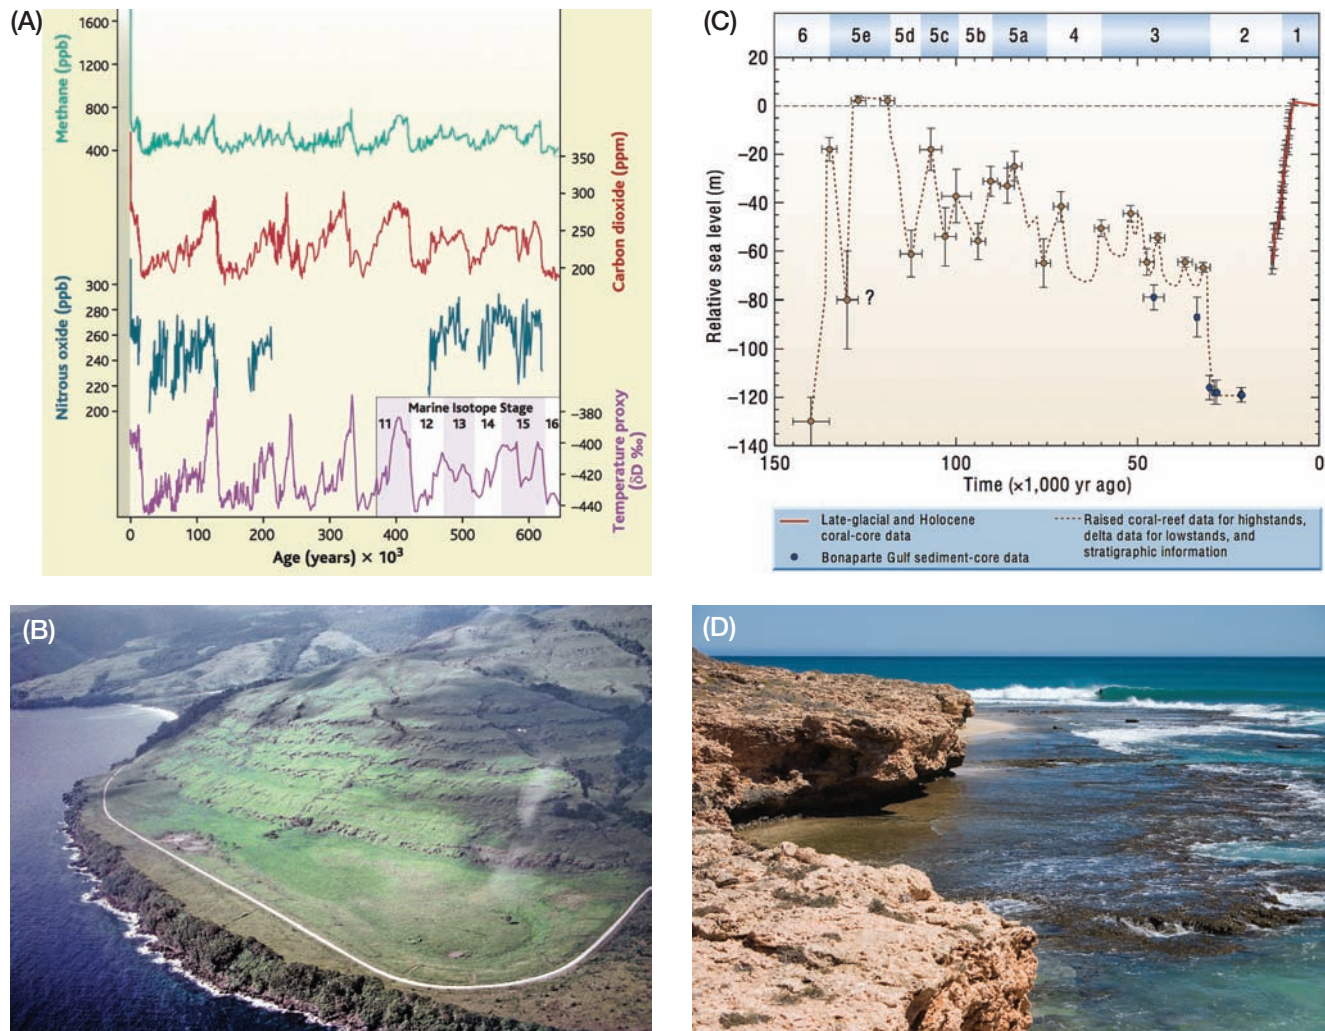 (A)
Methane (ppb)
1600
1200
800
400
Carbon dioxide (ppm)
350
300
250
200
Nitrous oxide (ppb)
300
280
260
240
220
200
Temperature proxy
(δD ‰)
−380
−400
−420
−440
Marine Isotope Stage
11 12 13 14 15 16
0 100 200 300 400 500 600
Age (years) × 10³
(C)
6 5e 5d 5c 5b 5a 4 3 2 1
Relative sea level (m)
20
0
−20
−40
−60
−80
−100
−120
−140
?
150 100 50 0
Time (×1,000 yr ago)
Late-glacial and Holocene
coral-core data
Bonaparte Gulf sediment-core data
Raised coral-reef data for highstands,
delta data for lowstands, and
stratigraphic information
(B)
(D)